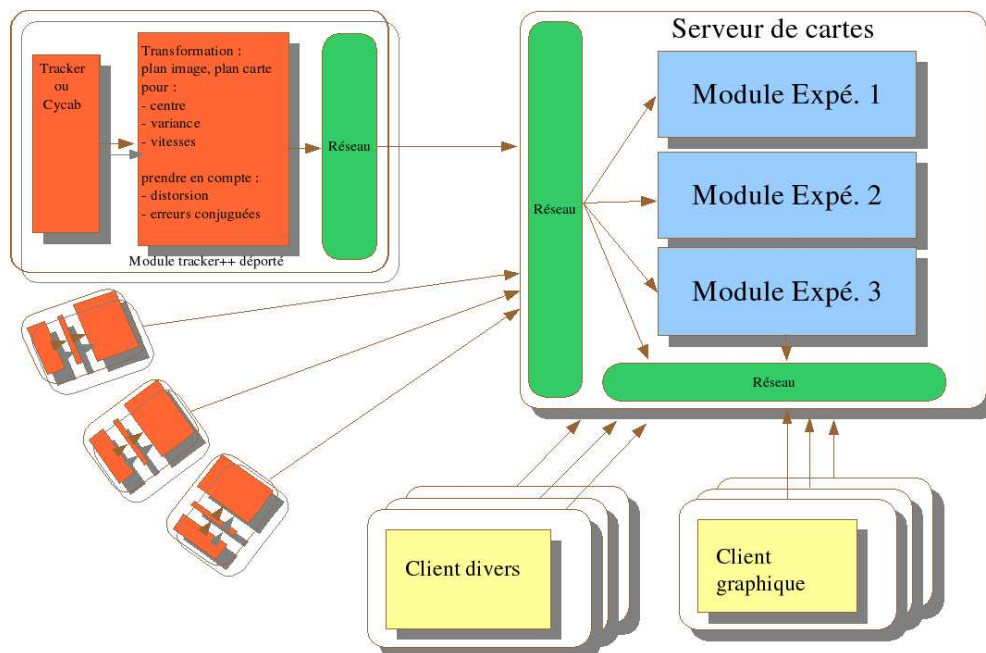 Tracker
ou
Cycab
Transformation :
plan image, plan carte
pour :
- centre
- variance
- vitesses
prendre en compte :
- distorsion
- erreurs conjuguées
Réseau
Module tracker++ déporté
Serveur de cartes
Réseau
Module Expé. 1
Module Expé. 2
Module Expé. 3
Réseau
Client divers
Client
graphique